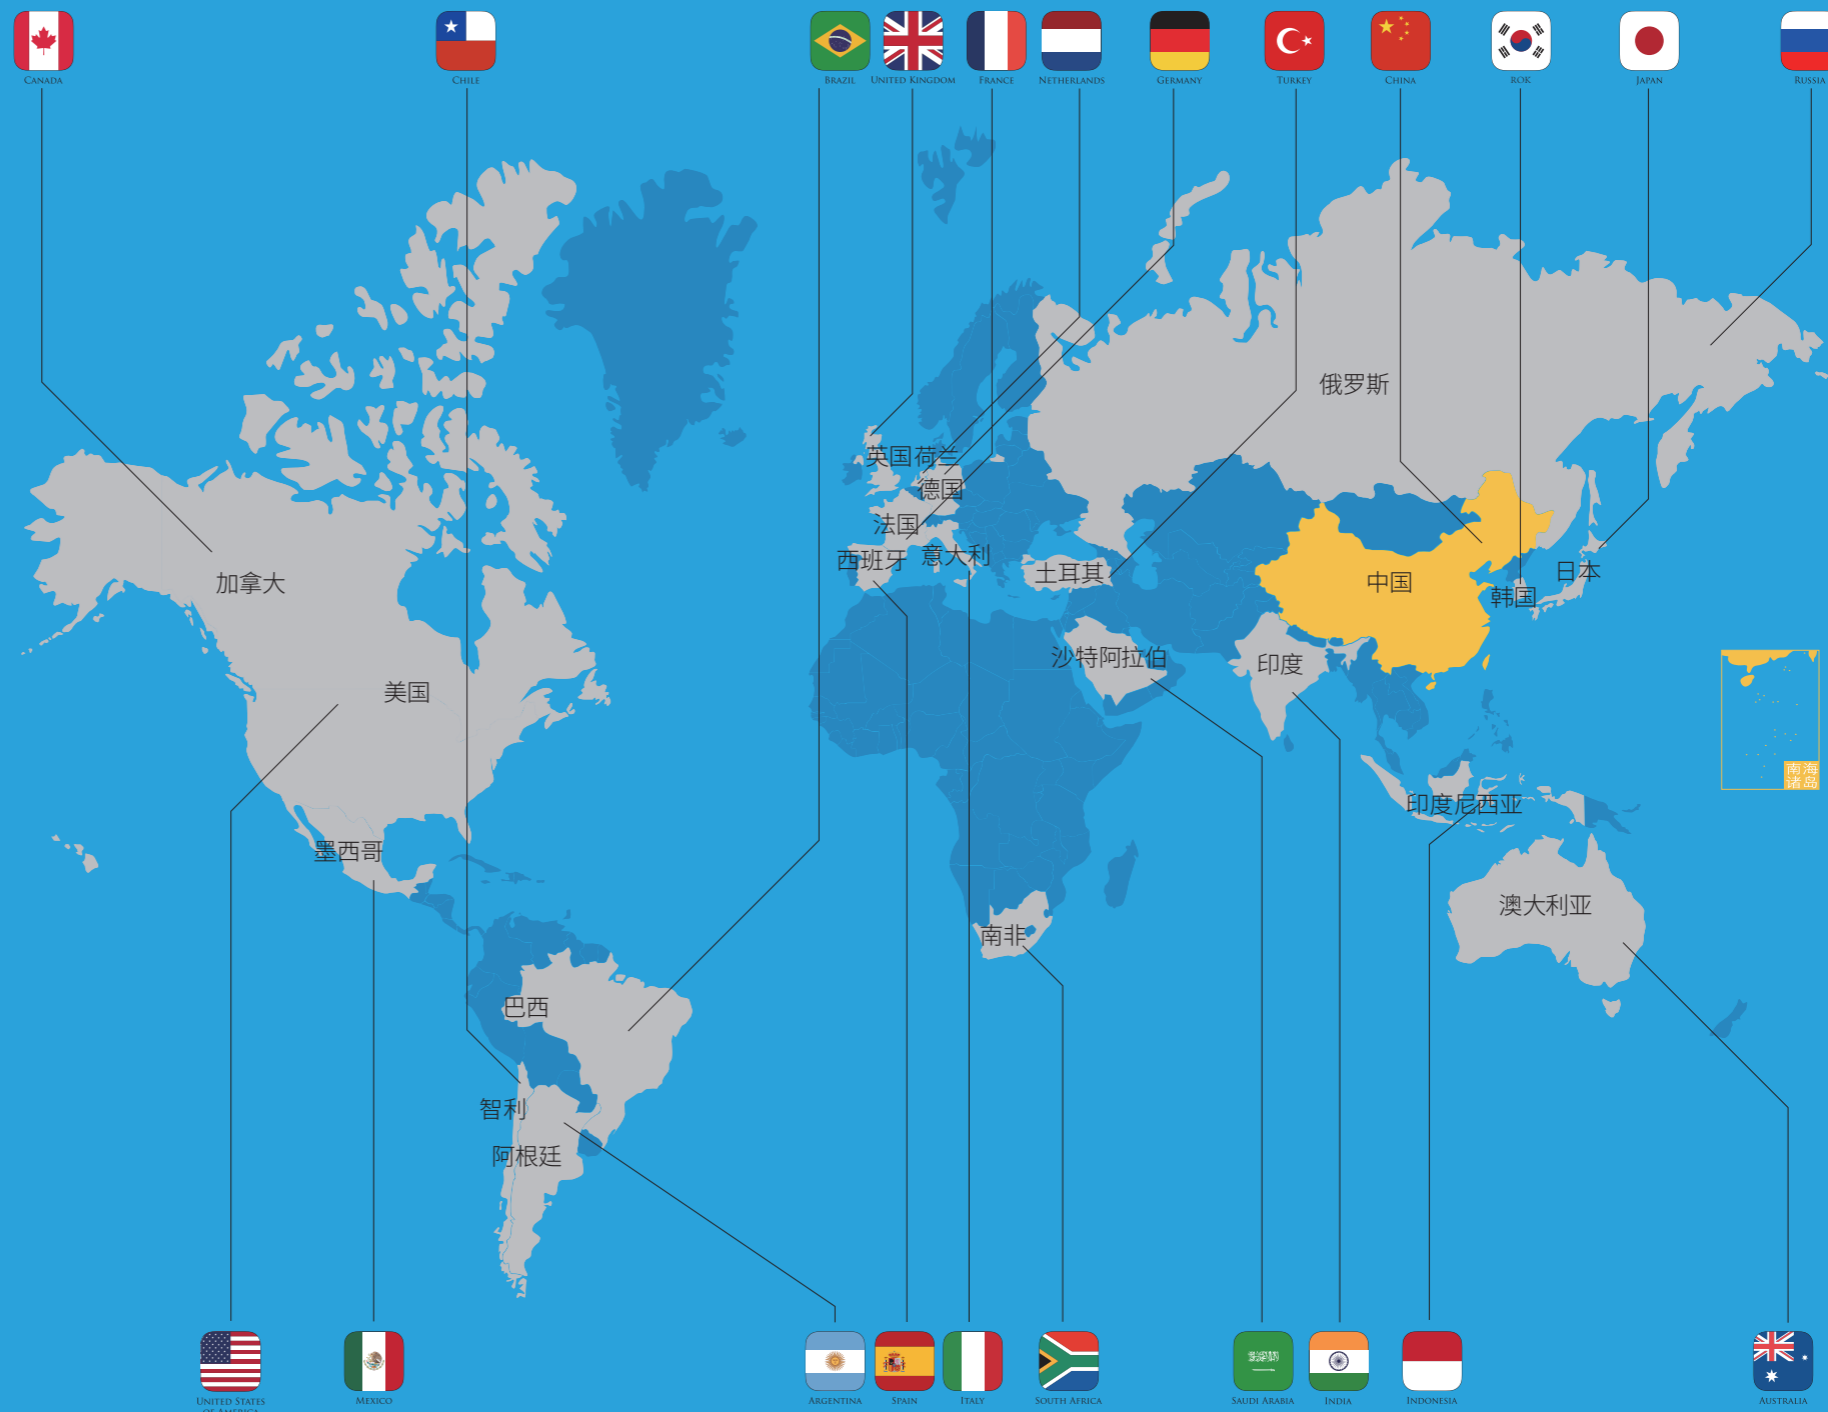 CANADA
CHILE
BRAZIL
UNITED KINGDOM
FRANCE
NETHERLANDS
GERMANY
TURKEY
CHINA
ROK
JAPAN
RUSSIA
俄罗斯
英国
荷兰
德国
法国
西班牙
意大利
土耳其
中国
日本
韩国
加拿大
沙特阿拉伯
印度
美国
南海
诸岛
印度尼西亚
墨西哥
澳大利亚
南非
巴西
智利
阿根廷
UNITED STATES
OF AMERICA
MEXICO
ARGENTINA
SPAIN
ITALY
SOUTH AFRICA
SAUDI ARABIA
INDIA
INDONESIA
AUSTRALIA